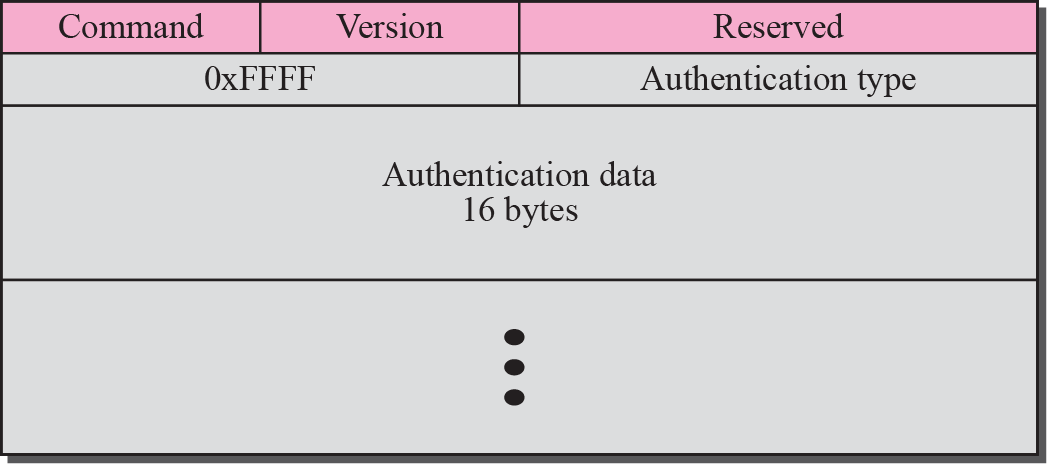 Command Version Reserved
0xFFFF Authentication type
Authentication data
16 bytes